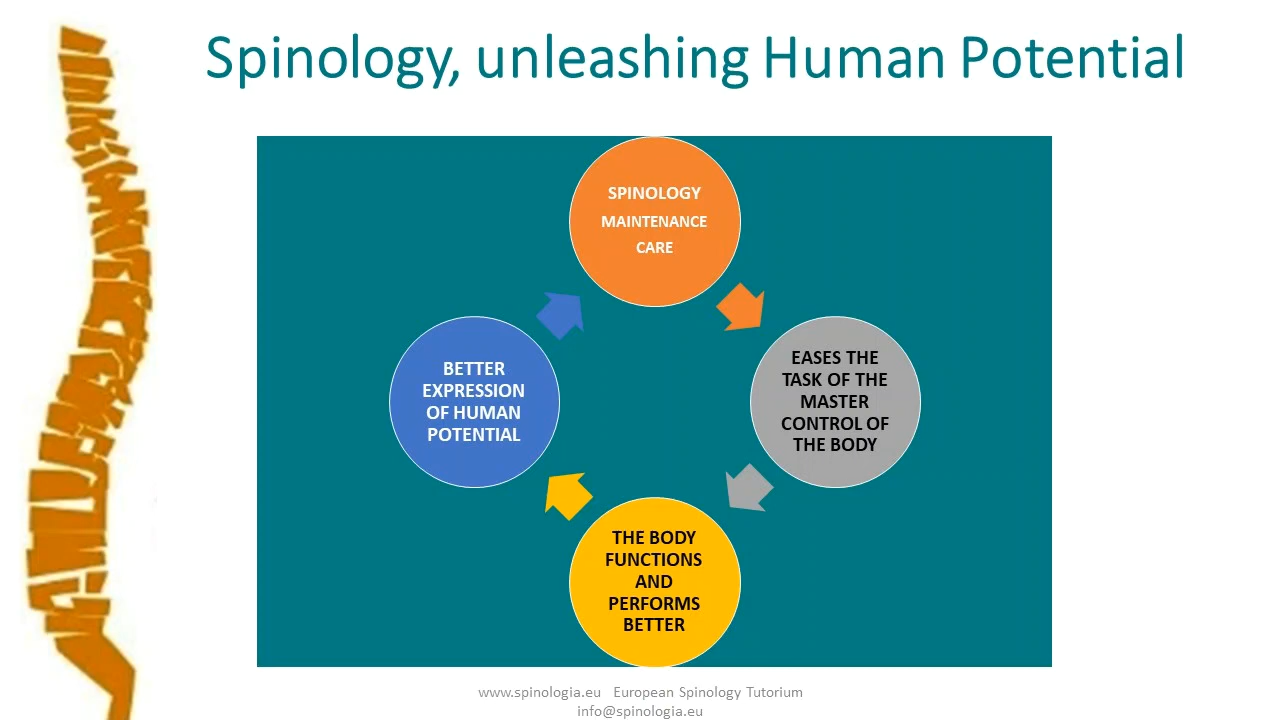 Spinology, unleashing Human Potential
SPINOLOGY
MAINTENANCE
CARE
EASES THE
TASK OF THE
MASTER
CONTROL OF
THE BODY
THE BODY
FUNCTIONS
AND
PERFORMS
BETTER
BETTER
EXPRESSION
OF HUMAN
POTENTIAL
www.spinologia.eu European Spinology Tutorium
info@spinologia.eu